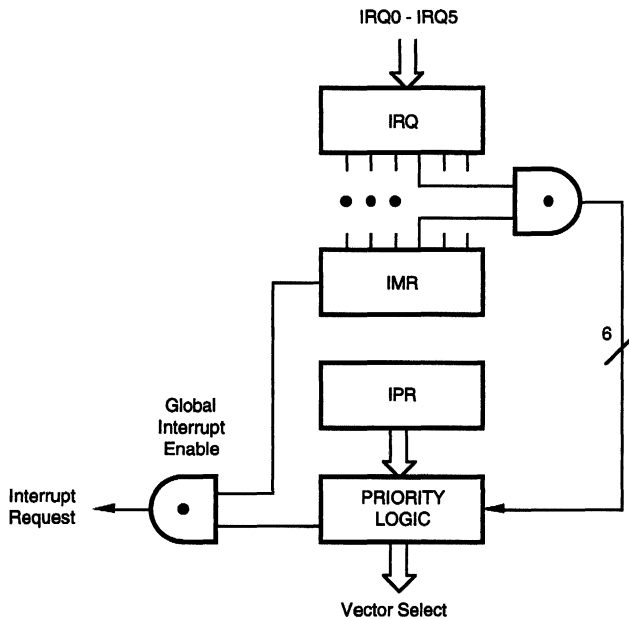 IRQ0 - IRQ5
IRQ
IMR
6
IPR
Global
Interrupt
Enable
Interrupt
Request
PRIORITY
LOGIC
Vector Select